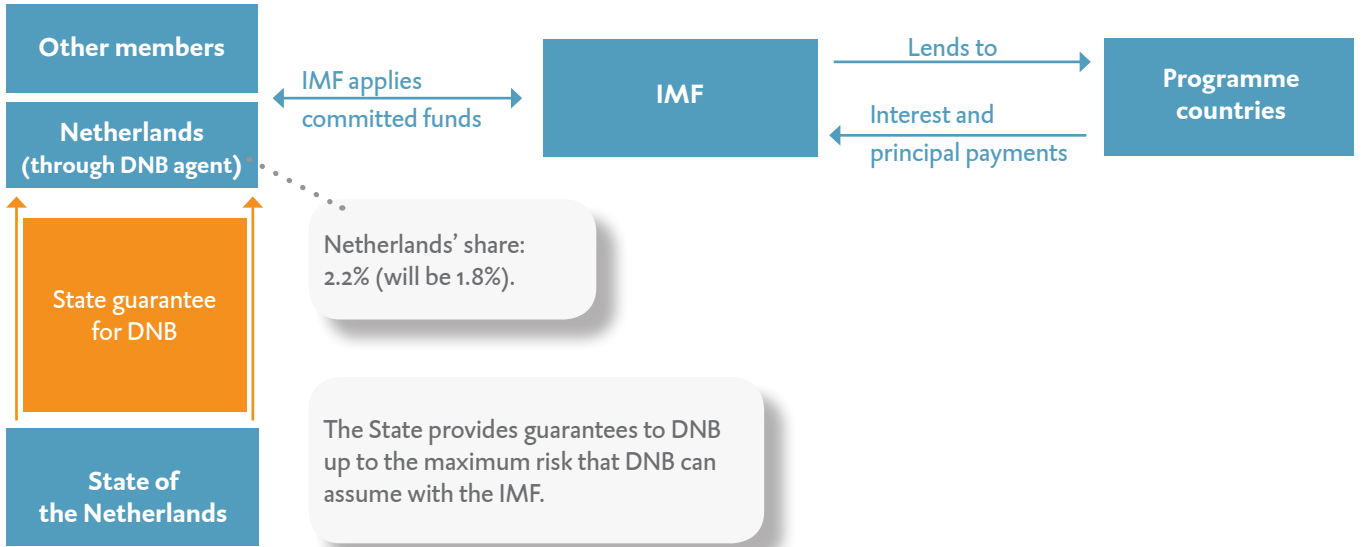 Other members
IMF applies
committed funds
IMF
Lends to
Interest and
principal payments
Programme
countries
Netherlands
(through DNB agent)
Netherlands’ share:
2.2% (will be 1.8%).
State guarantee
for DNB
The State provides guarantees to DNB
up to the maximum risk that DNB can
assume with the IMF.
State of
the Netherlands